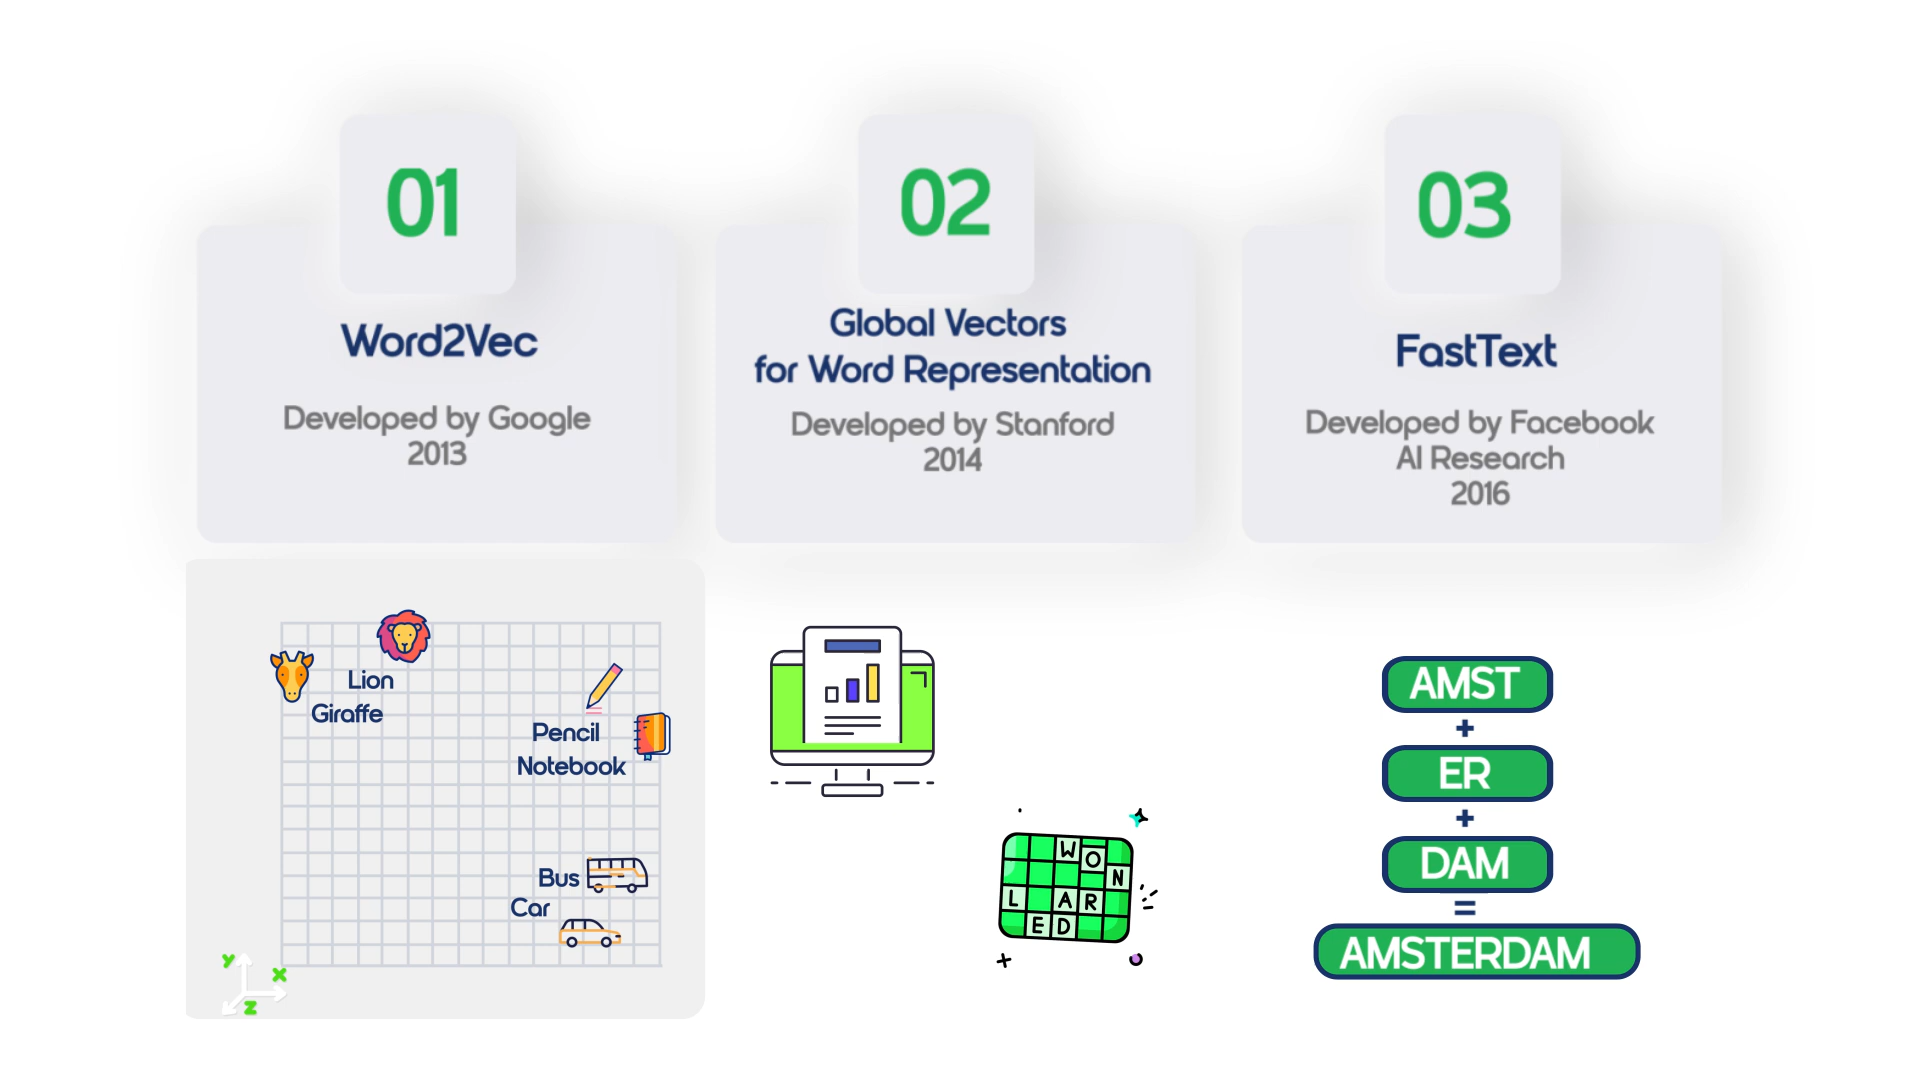 01
Word2Vec
Developed by Google
2013
02
Global Vectors
for Word Representation
Developed by Stanford
2014
03
FastText
Developed by Facebook
AI Research
2016
Lion
Giraffe
Pencil
Notebook
Bus
Car
Y
X
Z
W
O
N
L A R
E D
AMST
+
ER
+
DAM
=
AMSTERDAM